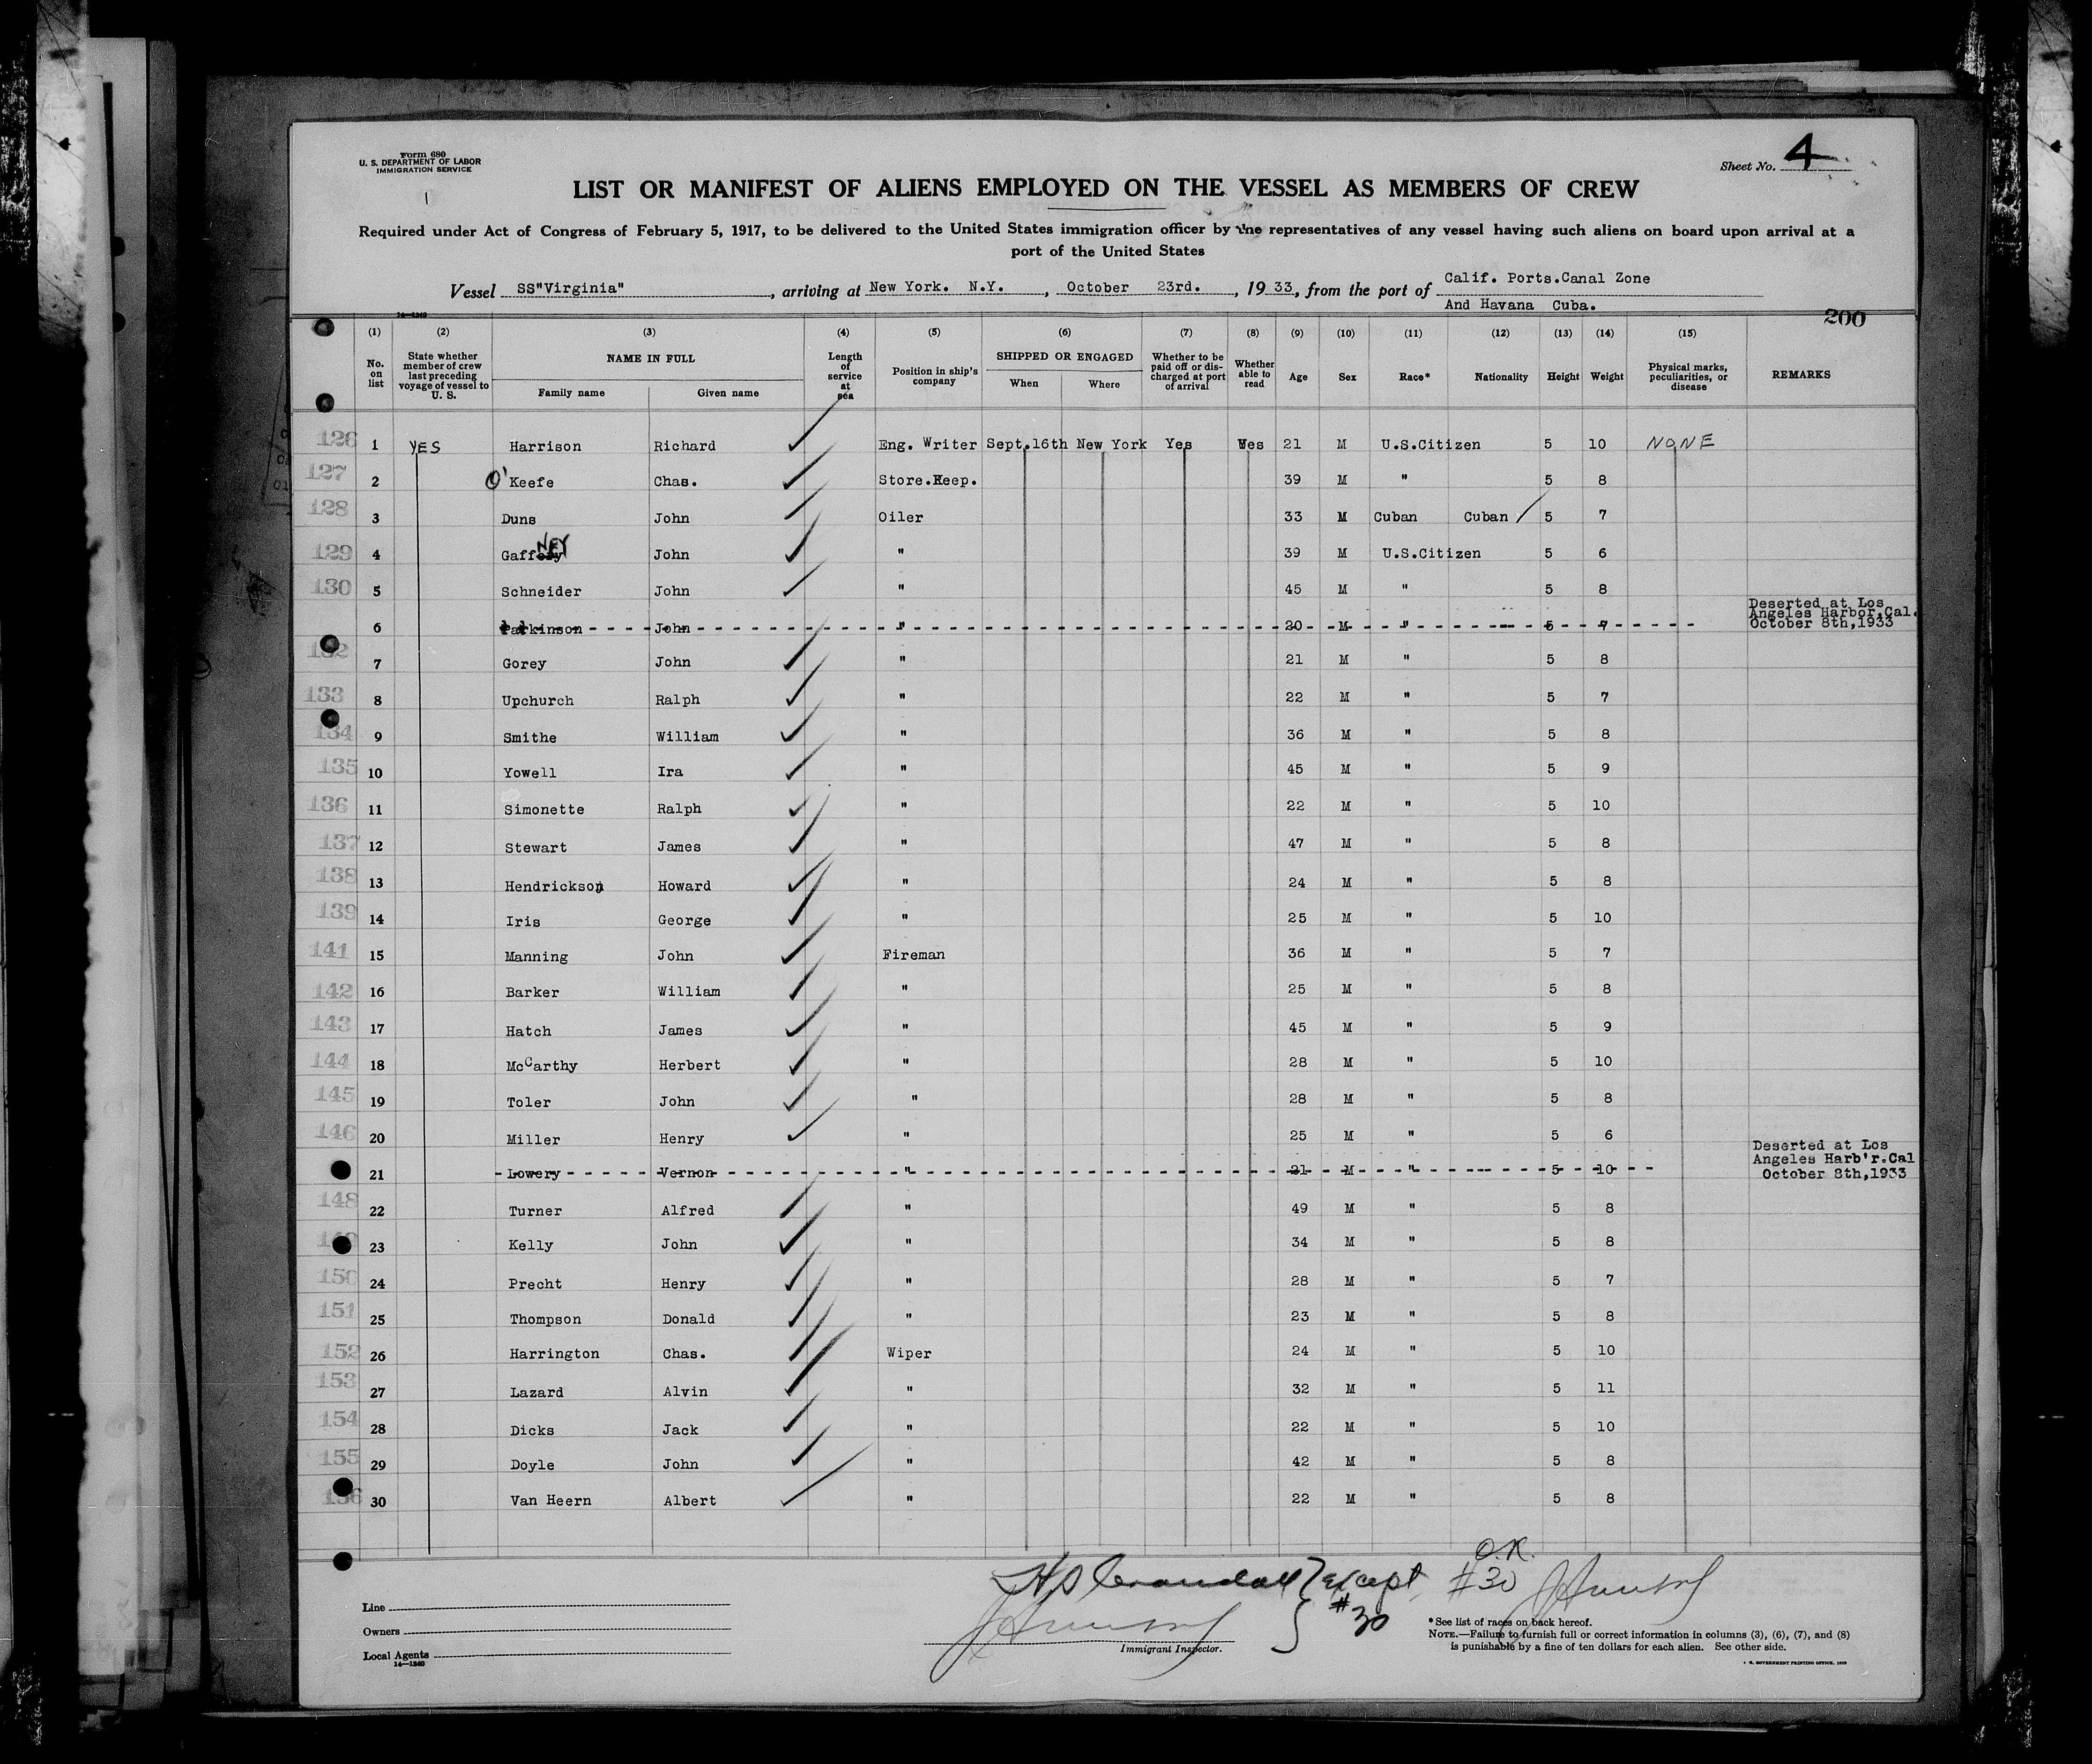 Form 680
U. S. DEPARTMENT OF LABOR
IMMIGRATION SERVICE
Sheet No. 4
LIST OR MANIFEST OF ALIENS EMPLOYED ON THE VESSEL AS MEMBERS OF CREW
Required under Act of Congress of February 5, 1917, to be delivered to the United States immigration officer by the representatives of any vessel having such aliens on board upon arrival at a
port of the United States
Vessel SS"Virginia", arriving at New York. N.Y., October 23rd., 1933, from the port of Calif. Ports.Canal Zone
And Havana Cuba.
14—1240
200
(1) (2) (3) (4) (5) (6) (7) (8) (9) (10) (11) (12) (13) (14) (15)
No. on list State whether member of crew last preceding voyage of vessel to U. S. NAME IN FULL Family name Given name Length of service at sea Position in ship's company SHIPPED OR ENGAGED When Where Whether to be paid off or discharged at port of arrival Whether able to read Age Sex Race* Nationality Height Weight Physical marks, peculiarities, or disease REMARKS
126 1 YES Harrison Richard Eng. Writer Sept.16th New York Yes Yes 21 M U.S.Citizen 5 10 NONE
127 2 O'Keefe Chas. Store.Keep. 39 M " 5 8
128 3 Duns John Oiler 33 M Cuban Cuban 5 7
129 4 Gaffney John " 39 M U.S.Citizen 5 6
130 5 Schneider John " 45 M " 5 8
6 Parkinson John " 20 M " 5 7 Deserted at Los
Angeles Harbor,Cal.
October 8th,1933
132 7 Gorey John " 21 M " 5 8
133 8 Upchurch Ralph " 22 M " 5 7
134 9 Smithe William " 36 M " 5 8
135 10 Yowell Ira " 45 M " 5 9
136 11 Simonette Ralph " 22 M " 5 10
137 12 Stewart James " 47 M " 5 8
138 13 Hendrickson Howard " 24 M " 5 8
139 14 Iris George " 25 M " 5 10
141 15 Manning John Fireman 36 M " 5 7
142 16 Barker William " 25 M " 5 8
143 17 Hatch James " 45 M " 5 9
144 18 McCarthy Herbert " 28 M " 5 10
145 19 Toler John " 28 M " 5 8
146 20 Miller Henry " 25 M " 5 6
21 Lowery Vernon " 21 M " 5 10 Deserted at Los
Angeles Harb'r.Cal
October 8th,1933
148 22 Turner Alfred " 49 M " 5 8
23 Kelly John " 34 M " 5 8
150 24 Precht Henry " 28 M " 5 7
151 25 Thompson Donald " 23 M " 5 8
152 26 Harrington Chas. Wiper 24 M " 5 10
153 27 Lazard Alvin " 32 M " 5 11
154 28 Dicks Jack " 22 M " 5 10
155 29 Doyle John " 42 M " 5 8
156 30 Van Heern Albert " 22 M " 5 8
H S Crandall Except #30
O.K. #30
Line
Owners
Local Agents
14—1240
Immigrant Inspector.
*See list of races on back hereof.
NOTE.—Failure to furnish full or correct information in columns (3), (6), (7), and (8)
is punishable by a fine of ten dollars for each alien. See other side.
GOVERNMENT PRINTING OFFICE